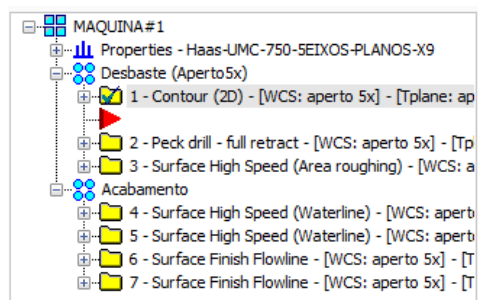 MAQUINA#1
Properties - Haas-UMC-750-5EIXOS-PLANOS-X9
Desbaste (Aperto5x)
1 - Contour (2D) - [WCS: aperto 5x] - [Tplane: ap
2 - Peck drill - full retract - [WCS: aperto 5x] - [Tp
3 - Surface High Speed (Area roughing) - [WCS: a
Acabamento
4 - Surface High Speed (Waterline) - [WCS: apert
5 - Surface High Speed (Waterline) - [WCS: apert
6 - Surface Finish Flowline - [WCS: aperto 5x] - [T
7 - Surface Finish Flowline - [WCS: aperto 5x] - [T